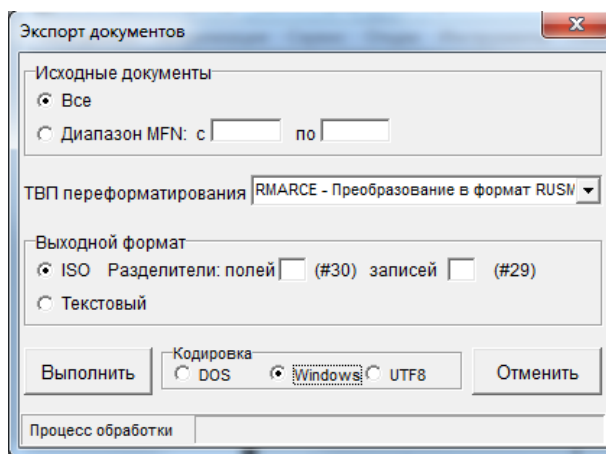 Экспорт документов
Исходные документы
Все
Диапазон MFN: с по
ТВП переформатирования RMARCE - Преобразование в формат RUSM
Выходной формат
ISO Разделители: полей (#30) записей (#29)
Текстовый
Выполнить
Кодировка
DOS Windows UTF8
Отменить
Процесс обработки